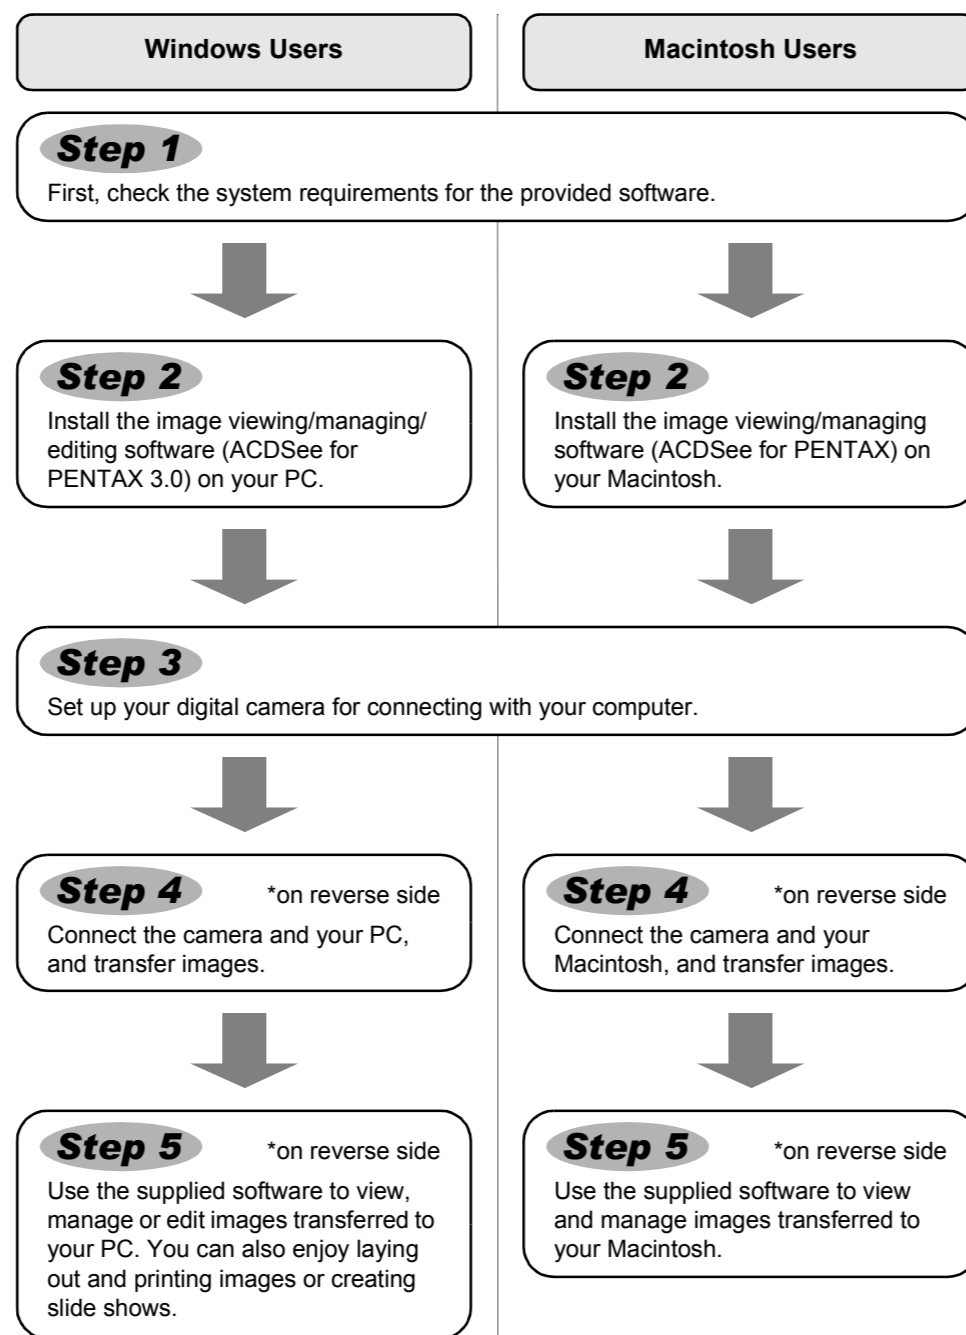 Windows Users
Macintosh Users
Step 1
First, check the system requirements for the provided software.
Step 2
Install the image viewing/managing/
editing software (ACDSee for
PENTAX 3.0) on your PC.
Step 2
Install the image viewing/managing
software (ACDSee for PENTAX) on
your Macintosh.
Step 3
Set up your digital camera for connecting with your computer.
Step 4 *on reverse side
Connect the camera and your PC,
and transfer images.
Step 4 *on reverse side
Connect the camera and your
Macintosh, and transfer images.
Step 5 *on reverse side
Use the supplied software to view,
manage or edit images transferred to
your PC. You can also enjoy laying
out and printing images or creating
slide shows.
Step 5 *on reverse side
Use the supplied software to view
and manage images transferred to
your Macintosh.